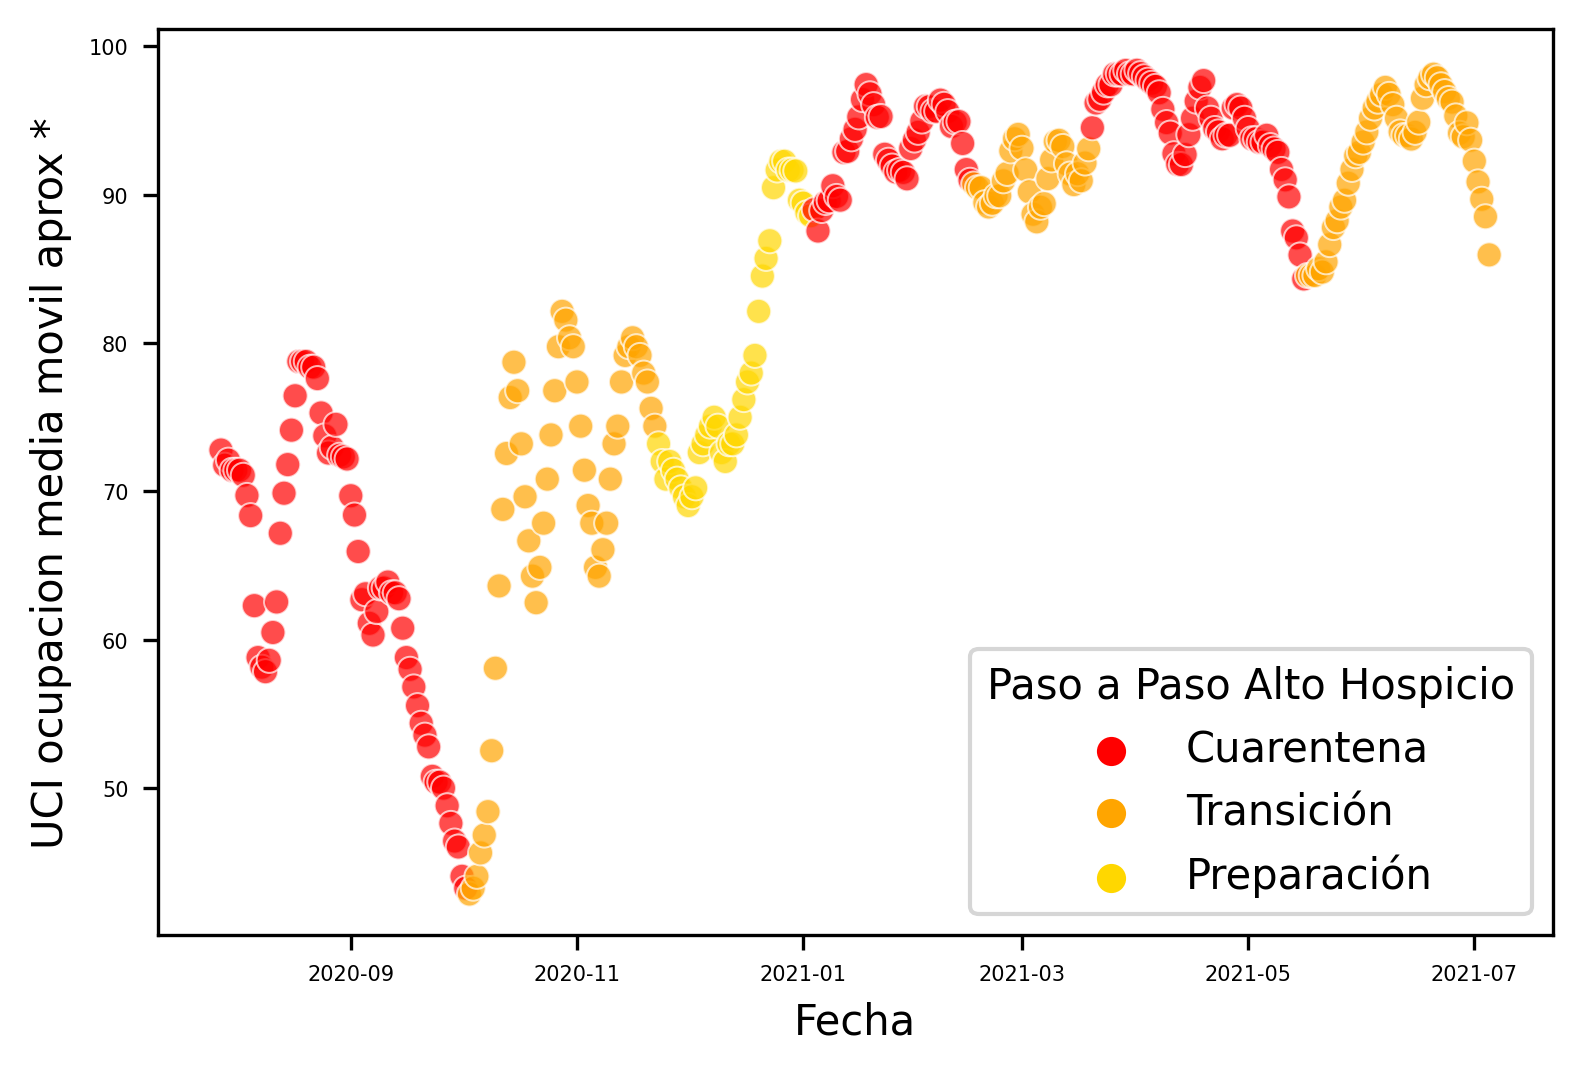 UCI ocupacion media movil aprox *
100
90
80
70
60
50
2020-09
2020-11
2021-01
2021-03
2021-05
2021-07
Fecha
Paso a Paso Alto Hospicio
Cuarentena
Transición
Preparación